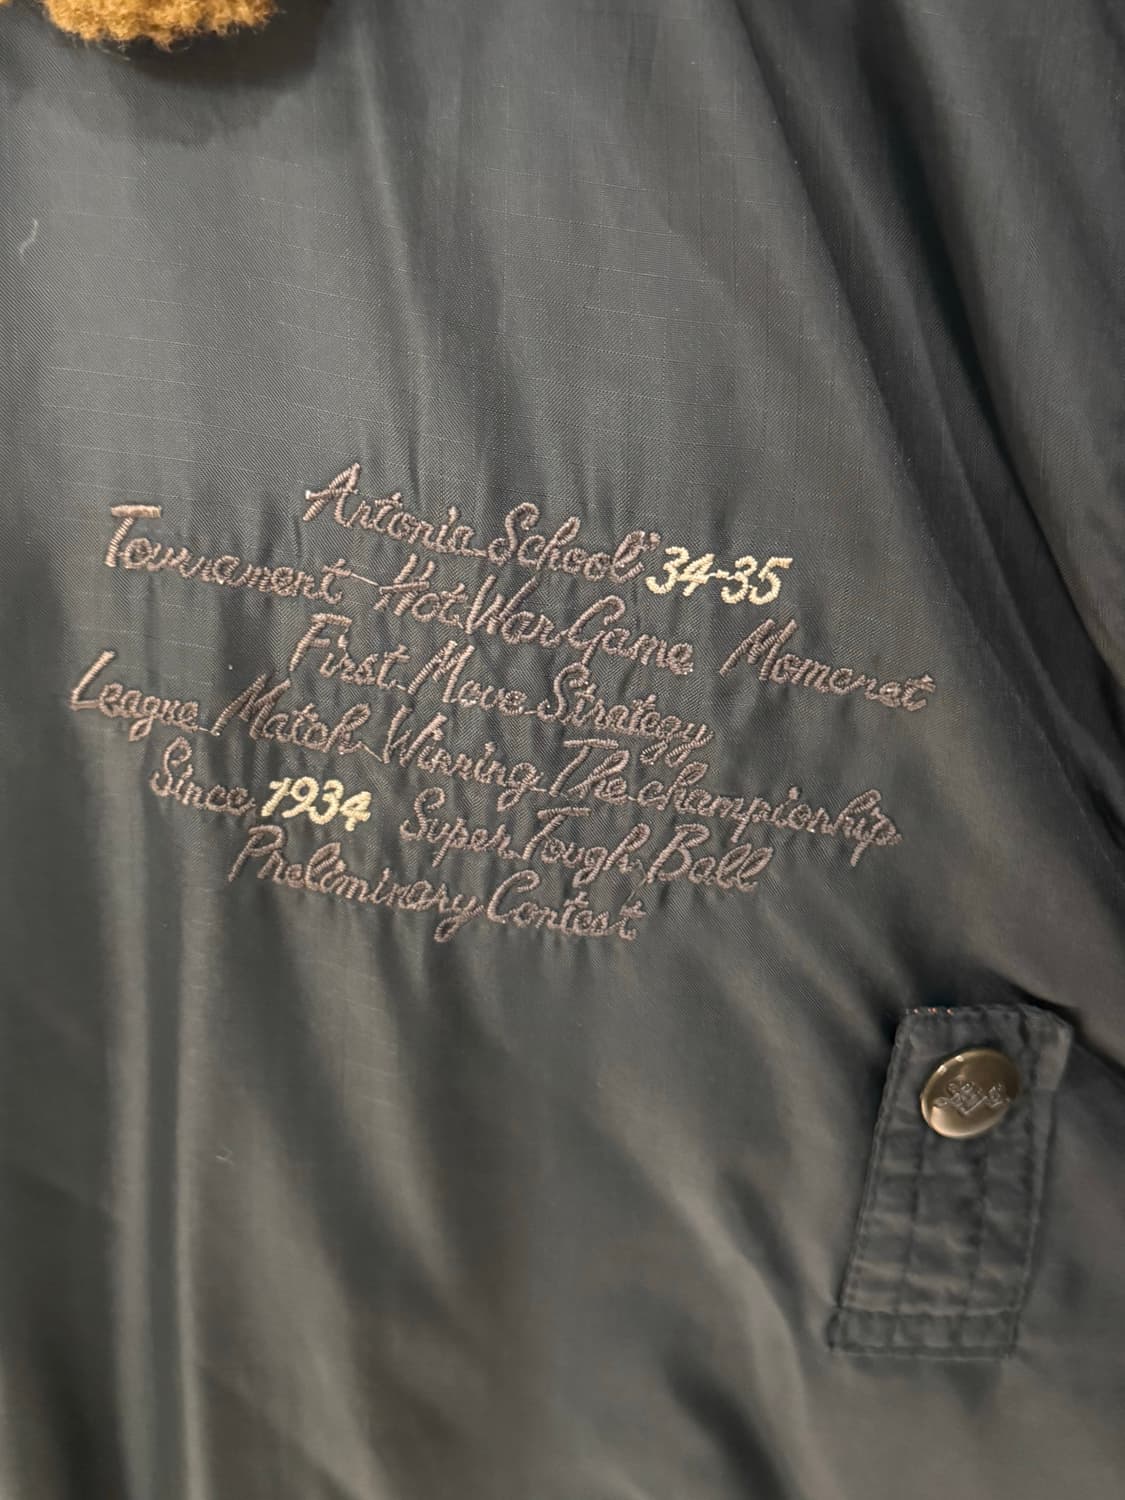 Antonia School' 34-35
Tournament Hot War Game Momenet
First Move Strategy
League Match Winning The championship
Since 1934 Super Tough Ball
Preliminary Contest